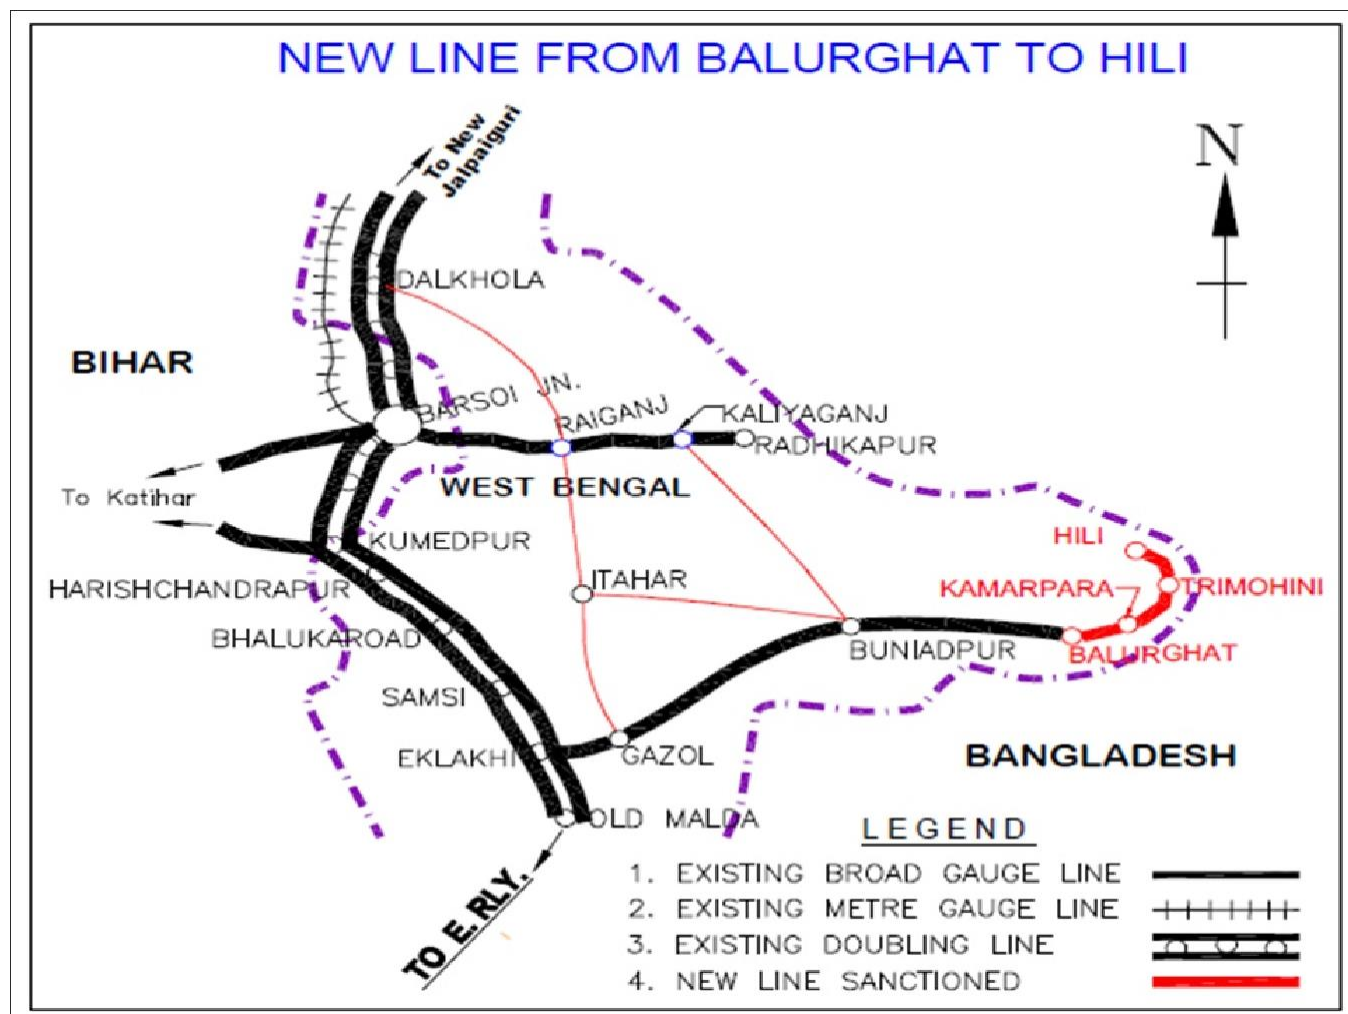 NEW LINE FROM BALURGHAT TO HILI
To New
Jalpaiguri
N
DALKHOLA
BIHAR
BARSOI JN.
RAIGANJ
KALIYAGANJ
RADHIKAPUR
To Katihar
WEST BENGAL
KUMEDPUR
HILI
HARISHCHANDRAPUR
ITAHAR
KAMARPARA
TRIMOHINI
BHALUKAROAD
BUNIADPUR
BALURGHAT
SAMSI
EKLAKHI
GAZOL
BANGLADESH
OLD MALDA
TO E. RLY.
LEGEND
1. EXISTING BROAD GAUGE LINE
2. EXISTING METRE GAUGE LINE
3. EXISTING DOUBLING LINE
4. NEW LINE SANCTIONED